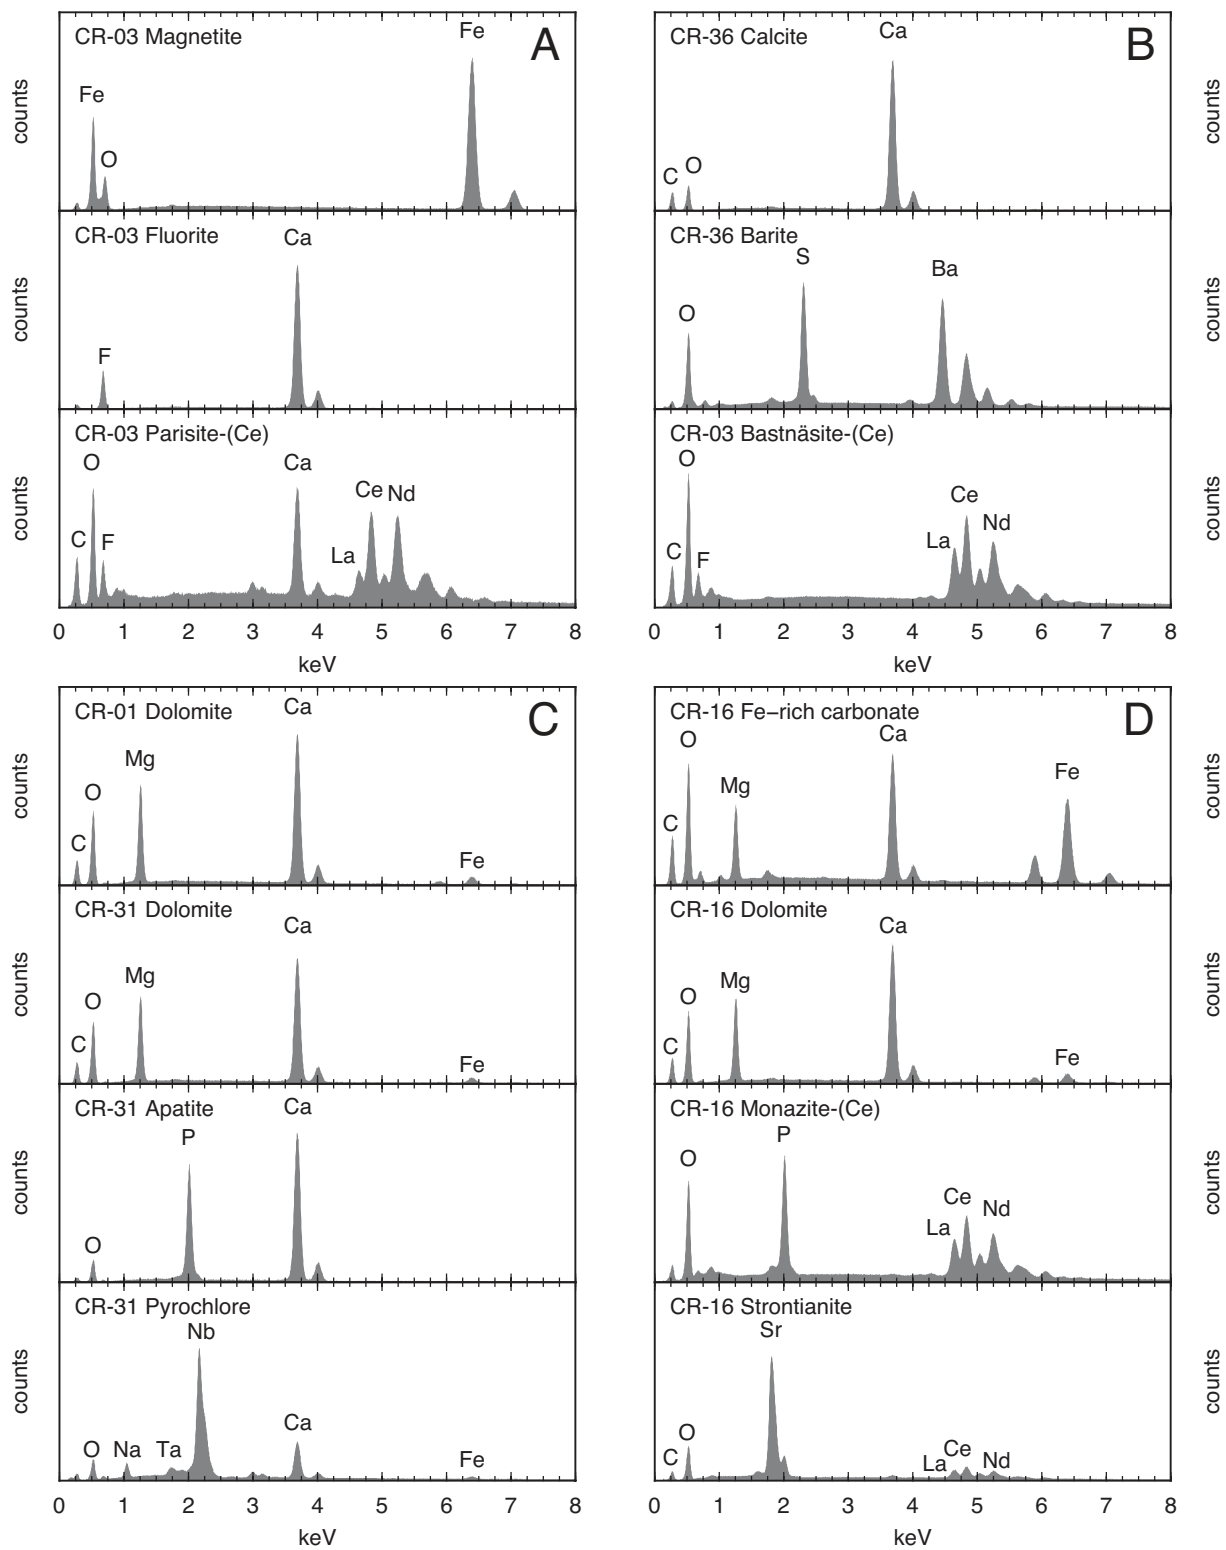 CR-03 Magnetite
Fe
A
Fe
O
counts
CR-03 Fluorite
Ca
F
counts
CR-03 Parisite-(Ce)
O
Ca
Ce
Nd
C
F
La
counts
0 1 2 3 4 5 6 7 8
keV
CR-36 Calcite
Ca
B
C
O
counts
CR-36 Barite
S
Ba
O
counts
CR-03 Bastnäsite-(Ce)
O
Ce
Nd
La
C
F
counts
0 1 2 3 4 5 6 7 8
keV
CR-01 Dolomite
Ca
C
Mg
O
C
Fe
counts
CR-31 Dolomite
Ca
Mg
O
C
Fe
counts
CR-31 Apatite
Ca
P
O
counts
CR-31 Pyrochlore
Nb
Ca
O
Na
Ta
Fe
counts
0 1 2 3 4 5 6 7 8
keV
CR-16 Fe–rich carbonate
D
O
Ca
Mg
Fe
C
counts
CR-16 Dolomite
Ca
Mg
O
C
Fe
counts
CR-16 Monazite-(Ce)
P
O
Ce
Nd
La
counts
CR-16 Strontianite
Sr
O
C
Ce
La
Nd
counts
0 1 2 3 4 5 6 7 8
keV